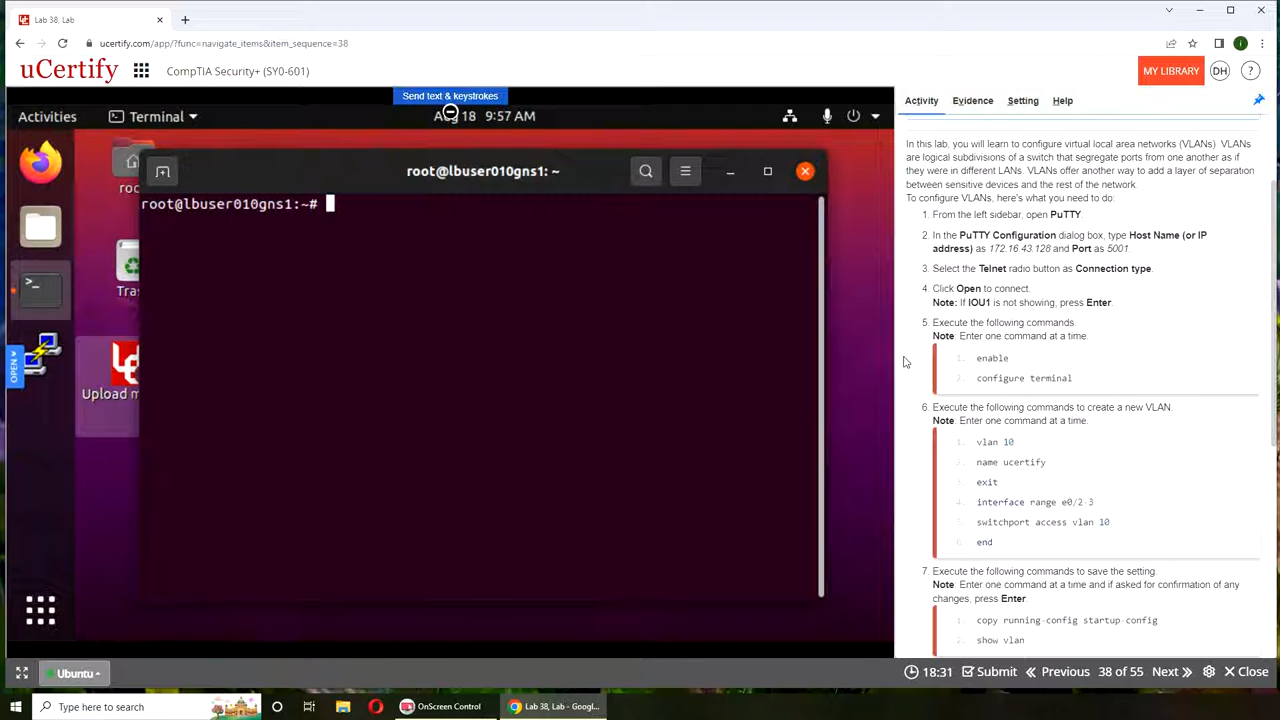 Lab 38, Lab
ucertify.com/app/?func=navigate_items&item_sequence=38
i
uCertify
CompTIA Security+ (SY0-601)
MY LIBRARY
DH
?
Send text & keystrokes
Activities
Terminal
Aug 18 9:57 AM
root@lbuser010gns1: ~
root@lbuser010gns1:~#
Tras
Upload m
OPEN
Activity
Evidence
Setting
Help
In this lab, you will learn to configure virtual local area networks (VLANs) VLANs
are logical subdivisions of a switch that segregate ports from one another as if
they were in different LANs. VLANs offer another way to add a layer of separation
between sensitive devices and the rest of the network.
To configure VLANs, here's what you need to do:
1. From the left sidebar, open PuTTY.
2. In the PuTTY Configuration dialog box, type Host Name (or IP
address) as 172.16.43.128 and Port as 5001.
3. Select the Telnet radio button as Connection type.
4. Click Open to connect.
Note: If IOU1 is not showing, press Enter.
5. Execute the following commands.
Note: Enter one command at a time.
1. enable
2. configure terminal
6. Execute the following commands to create a new VLAN.
Note: Enter one command at a time.
1. vlan 10
2. name ucertify
3. exit
4. interface range e0/2-3
5. switchport access vlan 10
6. end
7. Execute the following commands to save the setting.
Note: Enter one command at a time and if asked for confirmation of any
changes, press Enter.
1. copy running-config startup-config
2. show vlan
Ubuntu
18:31
Submit
Previous
38 of 55
Next
Close
Type here to search
OnScreen Control
Lab 38, Lab - Googl...